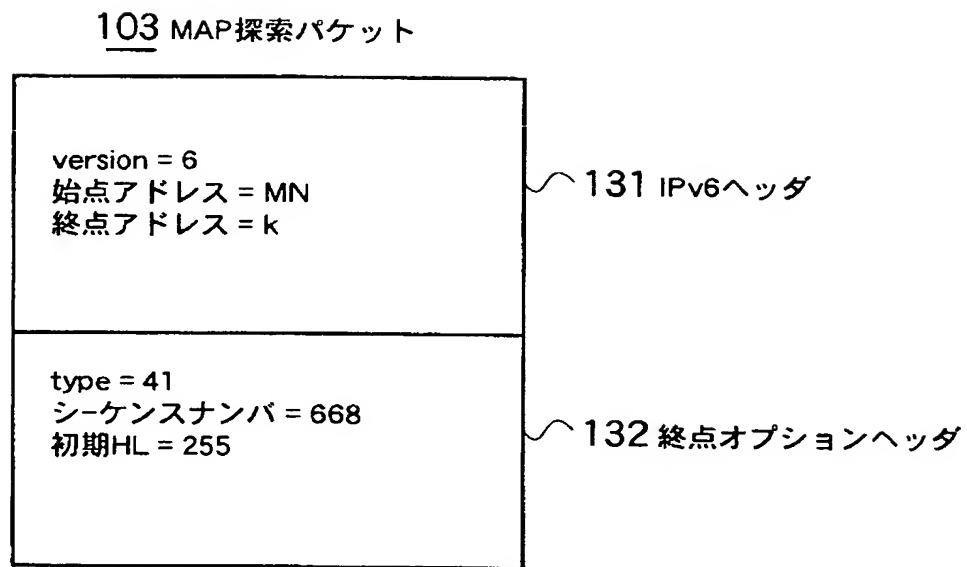 103 MAP探索パケット
version = 6
始点アドレス = MN
終点アドレス = k
131 IPv6ヘッダ
type = 41
シーケンスナンバ = 668
初期HL = 255
132 終点オプションヘッダ